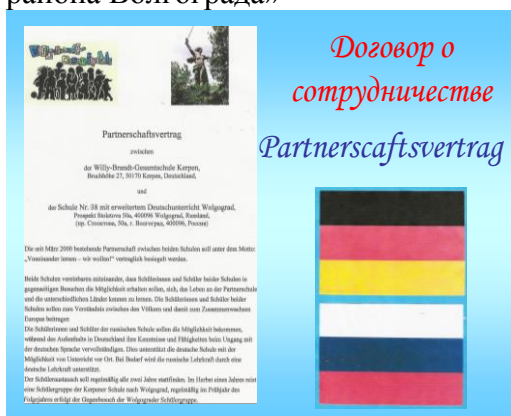 района Волгограда»
Договор о
сотрудничестве
Partnerscaftsvertrag
Partnerschaftsvertrag
zwischen
der Willy-Brandt-Gesamtschule Kerpen,
Bruchhöhe 27, 50170 Kerpen, Deutschland,
und
der Schule Nr. 38 mit erweitertem Deutschunterricht Wolgograd,
Prospekt Stoletova 50a, 400096 Wolgograd, Russland,
(пр. Столетова, 50а, г. Волгоград, 400096, Россия)
Die seit März 2000 bestehende Partnerschaft zwischen beiden Schulen soll unter dem Motto:
„Voneinander lernen – wir wollen!“ vertraglich besiegelt werden.
Beide Schulen vereinbaren miteinander, dass Schülerinnen und Schüler beider Schulen in
gegenseitigen Besuchen die Möglichkeit erhalten sollen, sich, das Leben an der Partnerschule
und die unterschiedlichen Länder kennen zu lernen. Die Schülerinnen und Schüler beider
Schulen sollen zum Verständnis zwischen den Völkern und damit zum Zusammenwachsen
Europas beitragen.
Die Schülerinnen und Schüler der russischen Schule sollen die Möglichkeit bekommen,
während des Aufenthalts in Deutschland ihre Kenntnisse und Fähigkeiten beim Umgang mit
der deutschen Sprache vervollständigen. Dies unterstützt die deutsche Schule mit der
Möglichkeit von Unterricht vor Ort. Bei Bedarf wird die russische Lehrkraft durch eine
deutsche Lehrkraft unterstützt.
Der Schüleraustausch soll regelmäßig alle zwei Jahre stattfinden. Im Herbst eines Jahres reist
eine Schülergruppe der Kerpener Schule nach Wolgograd, regelmäßig im Frühjahr des
Folgejahres erfolgt der Gegenbesuch der Wolgograder Schülergruppe.